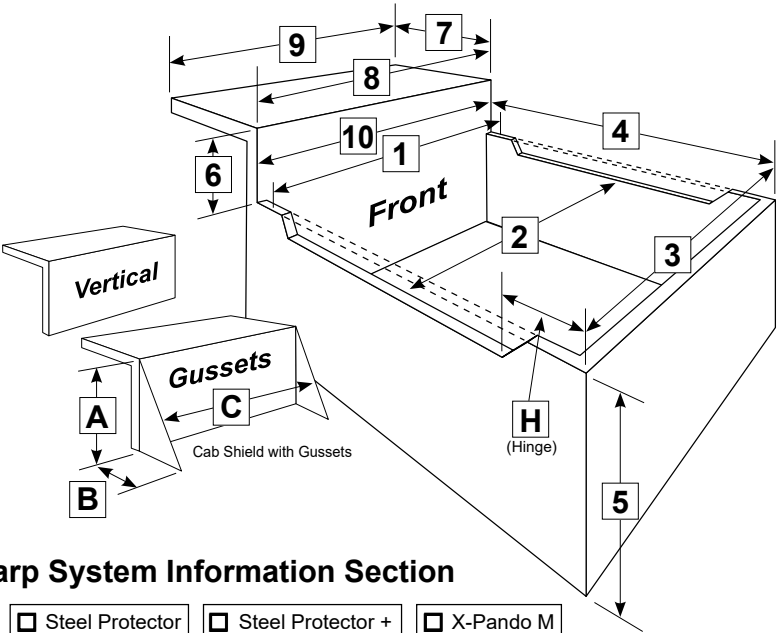 9
7
8
10
1
4
6
Front
2
3
Vertical
Gussets
A
C
H
(Hinge)
Cab Shield with Gussets
B
5
arp System Information Section
Steel Protector
Steel Protector +
X-Pando M